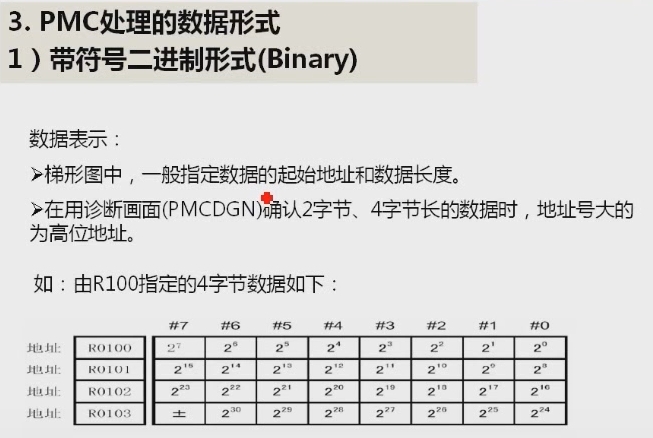 3. PMC处理的数据形式
1）带符号二进制形式(Binary)
数据表示：
➢梯形图中，一般指定数据的起始地址和数据长度。
➢在用诊断画面(PMCDGN)确认2字节、4字节长的数据时，地址号大的
为高位地址。
如：由R100指定的4字节数据如下：
#7 #6 #5 #4 #3 #2 #1 #0
地址 R0100 2⁷ 2⁶ 2⁵ 2⁴ 2³ 2² 2¹ 2⁰
地址 R0101 2¹⁵ 2¹⁴ 2¹³ 2¹² 2¹¹ 2¹⁰ 2⁹ 2⁸
地址 R0102 2²³ 2²² 2²¹ 2²⁰ 2¹⁹ 2¹⁸ 2¹⁷ 2¹⁶
地址 R0103 ± 2³⁰ 2²⁹ 2²⁸ 2²⁷ 2²⁶ 2²⁵ 2²⁴